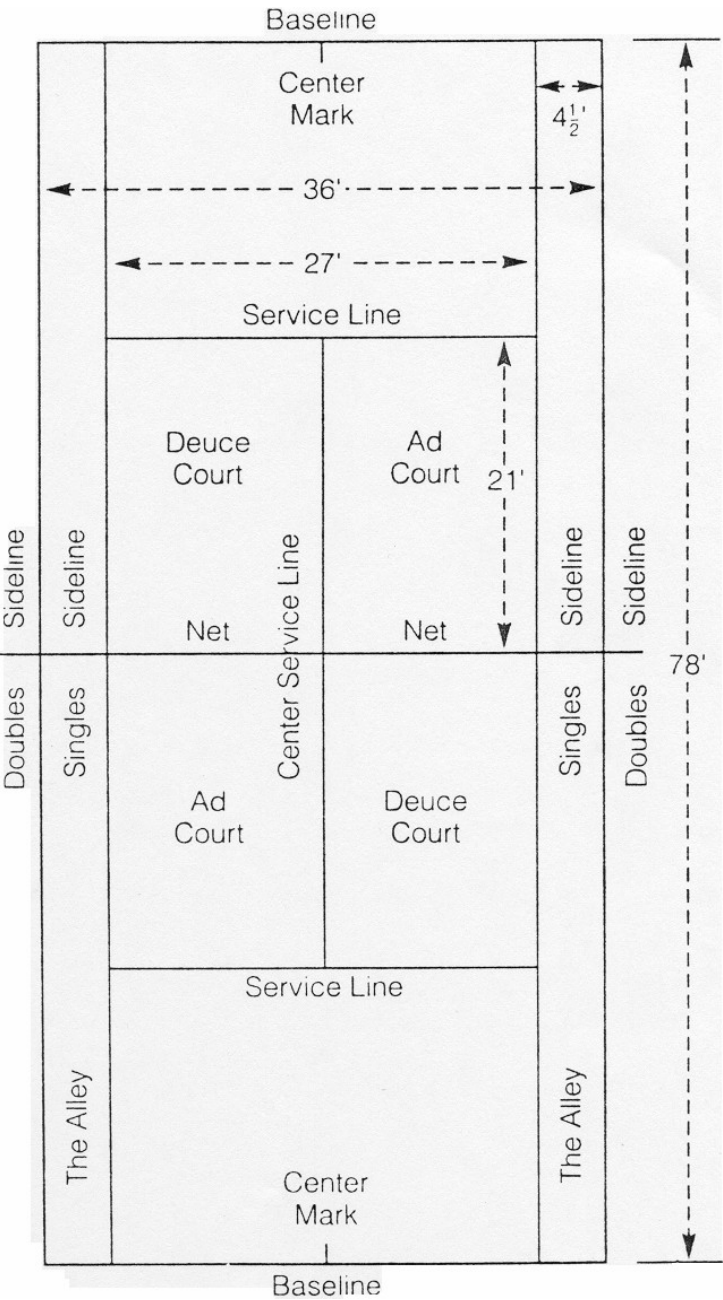 Baseline
Center
Mark
4½'
36'
27'
Service Line
Deuce
Court
Ad
Court
21'
Doubles Sideline
Singles Sideline
Net
Center Service Line
Net
Singles Sideline
Doubles Sideline
78'
Ad
Court
Deuce
Court
Service Line
The Alley
The Alley
Center
Mark
Baseline